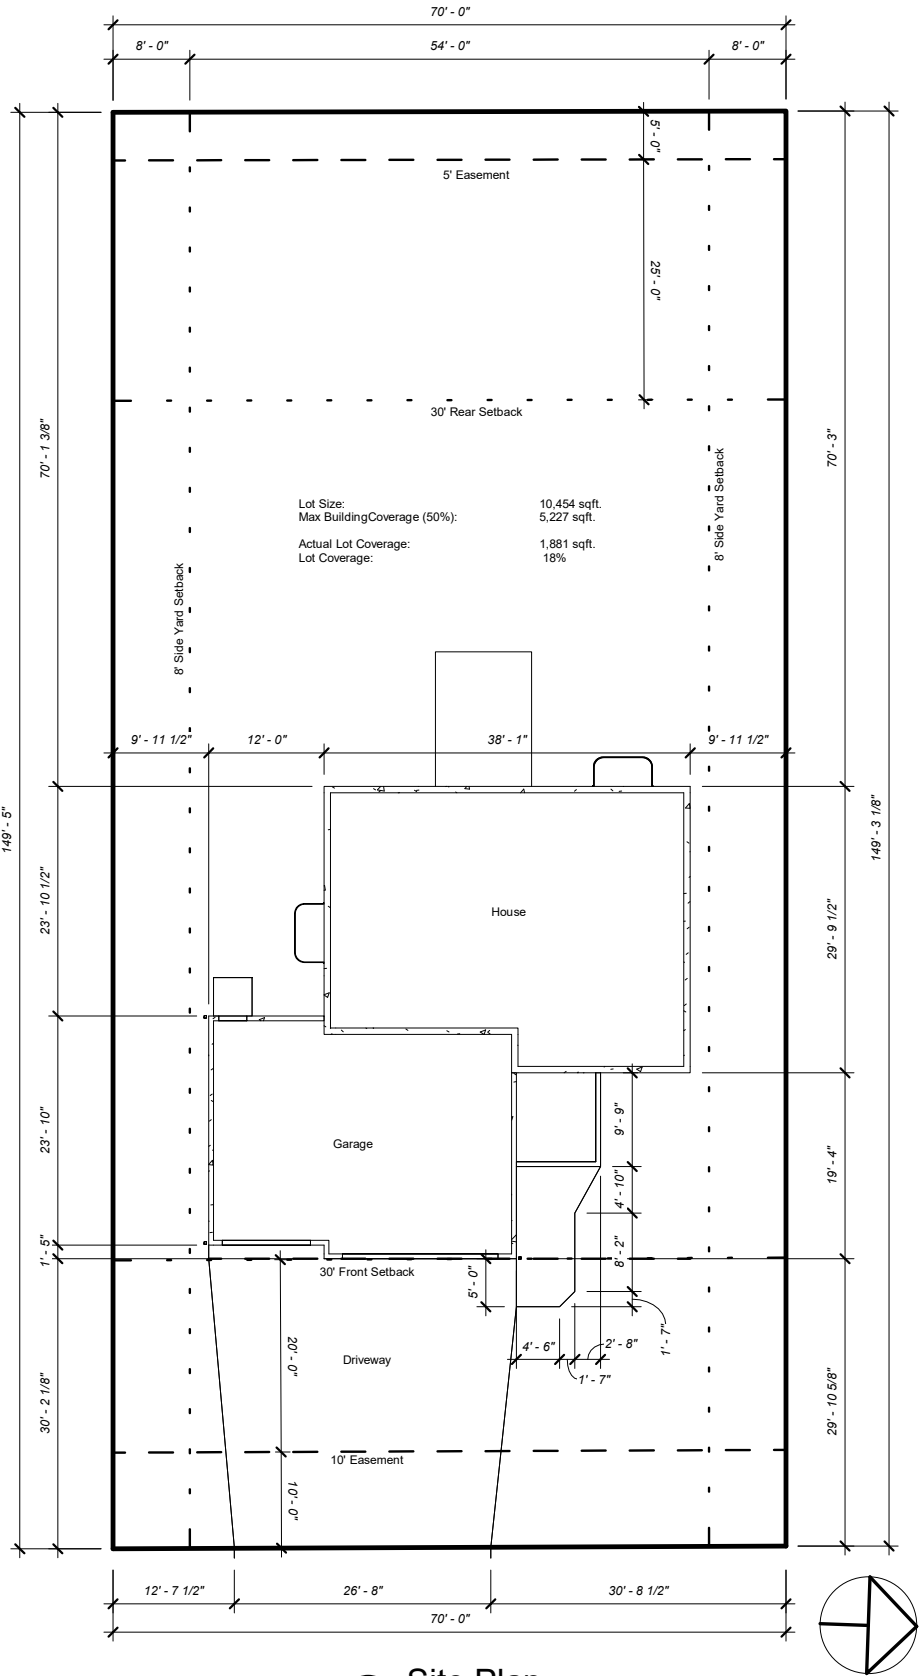 70' - 0"
8' - 0" 54' - 0" 8' - 0"
5' - 0"
5' Easement
25' - 0"
30' Rear Setback
70' - 1 3/8"
70' - 3"
8' Side Yard Setback
Lot Size: 10,454 sqft.
Max BuildingCoverage (50%): 5,227 sqft.
Actual Lot Coverage: 1,881 sqft.
Lot Coverage: 18%
8' Side Yard Setback
9' - 11 1/2" 12' - 0" 38' - 1" 9' - 11 1/2"
149' - 5"
149' - 3 1/8"
23' - 10 1/2"
House
29' - 9 1/2"
23' - 10"
Garage
9' - 9"
19' - 4"
4' - 10"
8' - 2"
1' - 5"
30' Front Setback
5' - 0"
1' - 7"
20' - 0"
4' - 6" 2' - 8"
1' - 7"
Driveway
30' - 2 1/8"
29' - 10 5/8"
10' Easement
10' - 0"
12' - 7 1/2" 26' - 8" 30' - 8 1/2"
70' - 0"
Site Plan